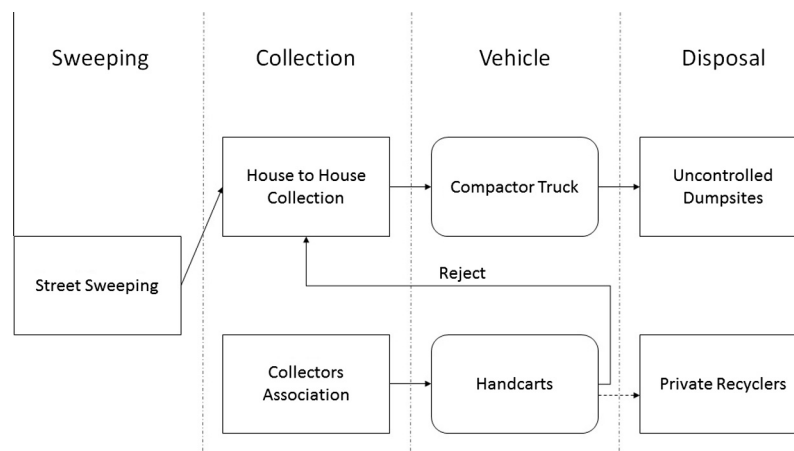 Sweeping
Collection
Vehicle
Disposal
House to House
Collection
Compactor Truck
Uncontrolled
Dumpsites
Street Sweeping
Reject
Collectors
Association
Handcarts
Private Recyclers